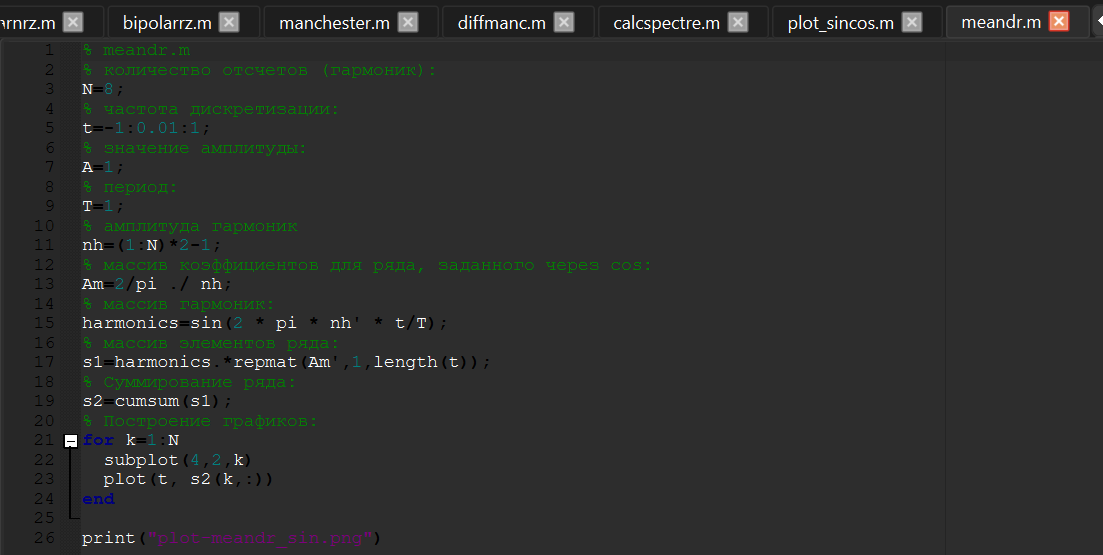 arnrz.m bipolarrz.m manchester.m diffmanc.m calcspectre.m plot_sincos.m meandr.m
1 % meandr.m
2 % количество отсчетов (гармоник):
3 N=8;
4 % частота дискретизации:
5 t=-1:0.01:1;
6 % значение амплитуды:
7 A=1;
8 % период:
9 T=1;
10 % амплитуда гармоник
11 nh=(1:N)*2-1;
12 % массив коэффициентов для ряда, заданного через cos:
13 Am=2/pi ./ nh;
14 % массив гармоник:
15 harmonics=sin(2 * pi * nh' * t/T);
16 % массив элементов ряда:
17 s1=harmonics.*repmat(Am',1,length(t));
18 % Суммирование ряда:
19 s2=cumsum(s1);
20 % Построение графиков:
21 for k=1:N
22 subplot(4,2,k)
23 plot(t, s2(k,:))
24 end
25
26 print("plot-meandr_sin.png")